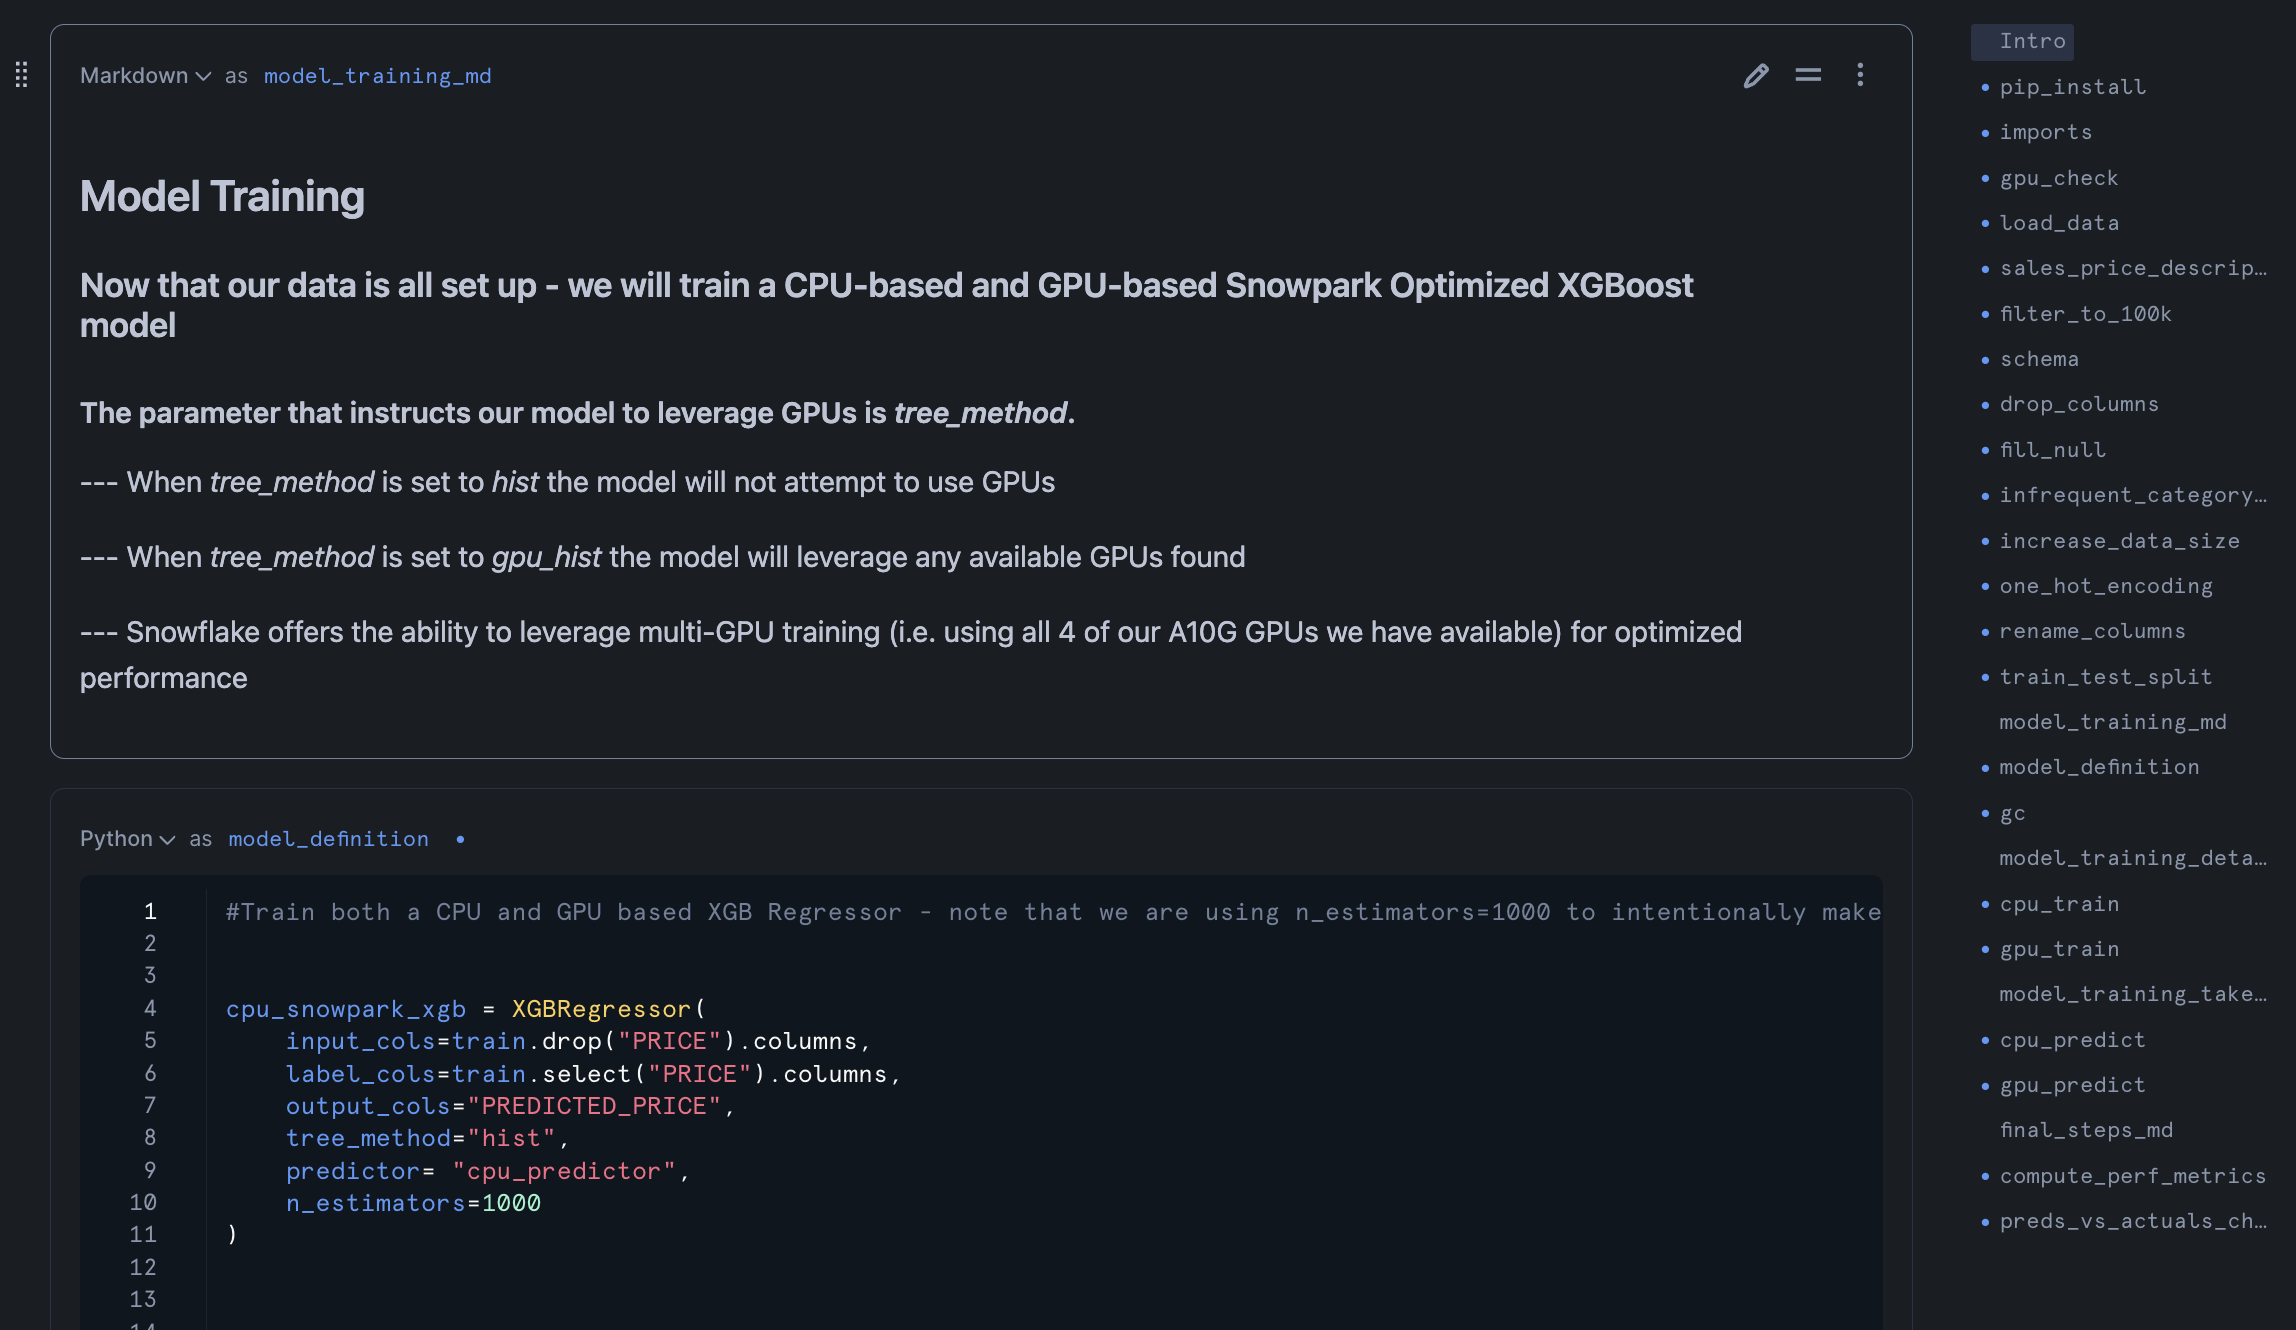 Markdown as model_training_md
Model Training
Now that our data is all set up - we will train a CPU-based and GPU-based Snowpark Optimized XGBoost
model
The parameter that instructs our model to leverage GPUs is tree_method.
--- When tree_method is set to hist the model will not attempt to use GPUs
--- When tree_method is set to gpu_hist the model will leverage any available GPUs found
--- Snowflake offers the ability to leverage multi-GPU training (i.e. using all 4 of our A10G GPUs we have available) for optimized
performance
Python as model_definition
1 #Train both a CPU and GPU based XGB Regressor - note that we are using n_estimators=1000 to intentionally make
2
3
4 cpu_snowpark_xgb = XGBRegressor(
5 input_cols=train.drop("PRICE").columns,
6 label_cols=train.select("PRICE").columns,
7 output_cols="PREDICTED_PRICE",
8 tree_method="hist",
9 predictor= "cpu_predictor",
10 n_estimators=1000
11 )
12
13
14
Intro
pip_install
imports
gpu_check
load_data
sales_price_descrip…
filter_to_100k
schema
drop_columns
fill_null
infrequent_category…
increase_data_size
one_hot_encoding
rename_columns
train_test_split
model_training_md
model_definition
gc
model_training_deta…
cpu_train
gpu_train
model_training_take…
cpu_predict
gpu_predict
final_steps_md
compute_perf_metrics
preds_vs_actuals_ch…